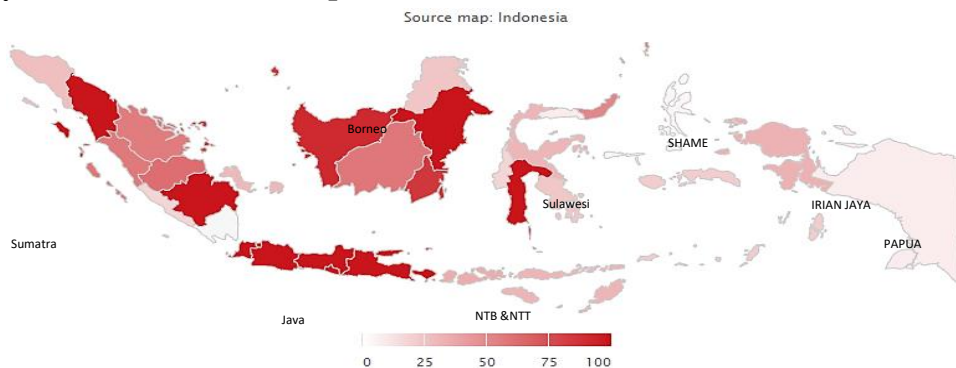 Source map: Indonesia
Borneo
SHAME
Sulawesi
IRIAN JAYA
Sumatra
PAPUA
Java
NTB &NTT
0 25 50 75 100